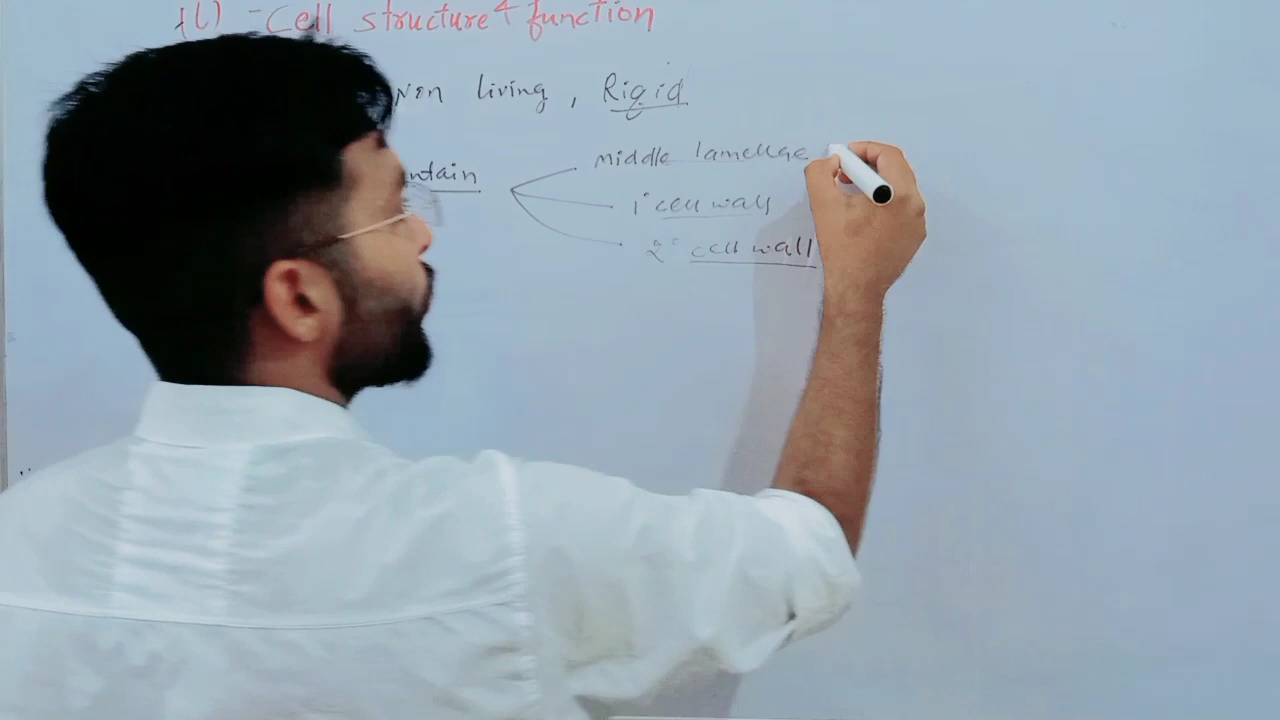 Cell structure & function
Non living, Rigid
ntain
middle lamellae
1° cell wall
2° cell wall